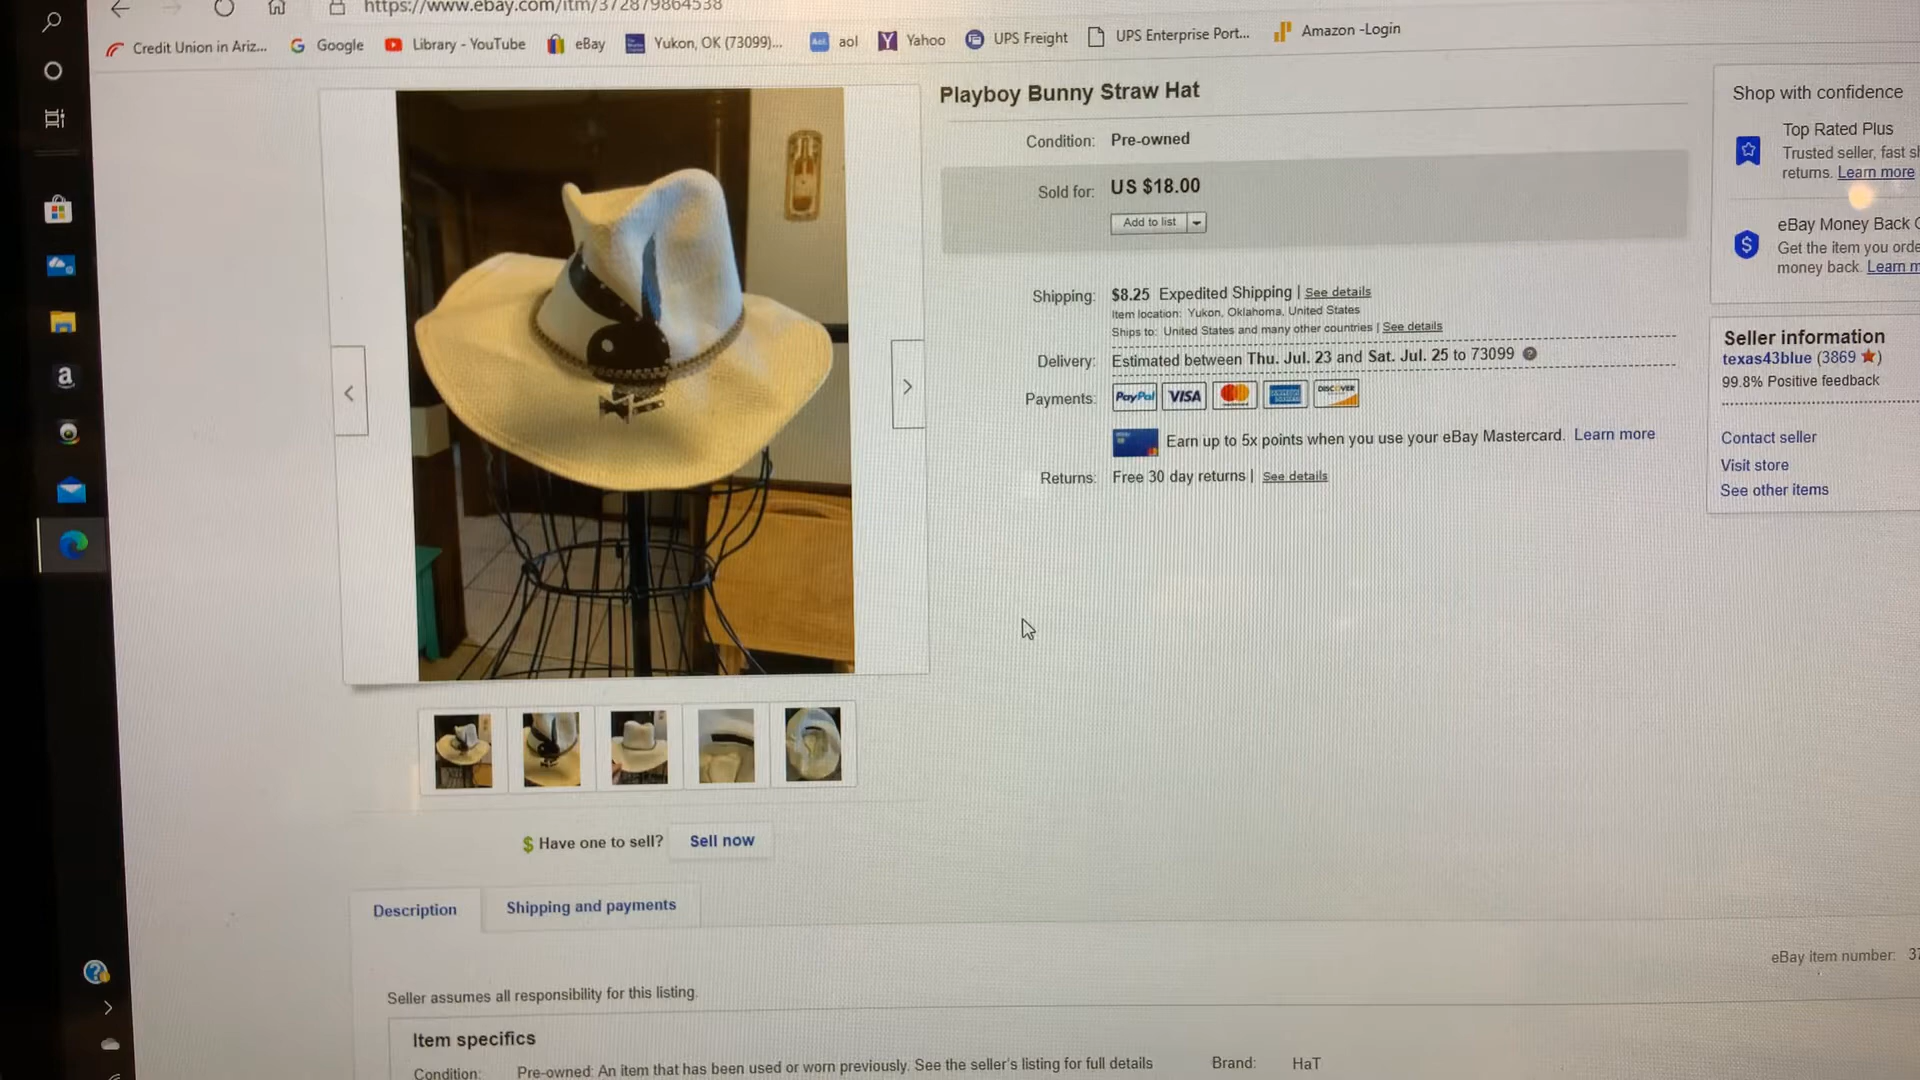 https://www.ebay.com/itm/372879864538
Credit Union in Ariz...
Google
Library - YouTube
eBay
Yukon, OK (73099)...
aol
Yahoo
UPS Freight
UPS Enterprise Port...
Amazon -Login
Playboy Bunny Straw Hat
Condition: Pre-owned
Sold for: US $18.00
Add to list
Shipping: $8.25 Expedited Shipping | See details
Item location: Yukon, Oklahoma, United States
Ships to: United States and many other countries | See details
Delivery: Estimated between Thu. Jul. 23 and Sat. Jul. 25 to 73099
Payments: PayPal VISA DISCOVER
Earn up to 5x points when you use your eBay Mastercard. Learn more
Returns: Free 30 day returns | See details
Shop with confidence
Top Rated Plus
Trusted seller, fast s
returns. Learn more
eBay Money Back
Get the item you orde
money back. Learn m
Seller information
texas43blue (3869 ★)
99.8% Positive feedback
Contact seller
Visit store
See other items
$ Have one to sell? Sell now
Description
Shipping and payments
eBay item number: 37
Seller assumes all responsibility for this listing.
Item specifics
Condition: Pre-owned: An item that has been used or worn previously. See the seller's listing for full details
Brand: HaT